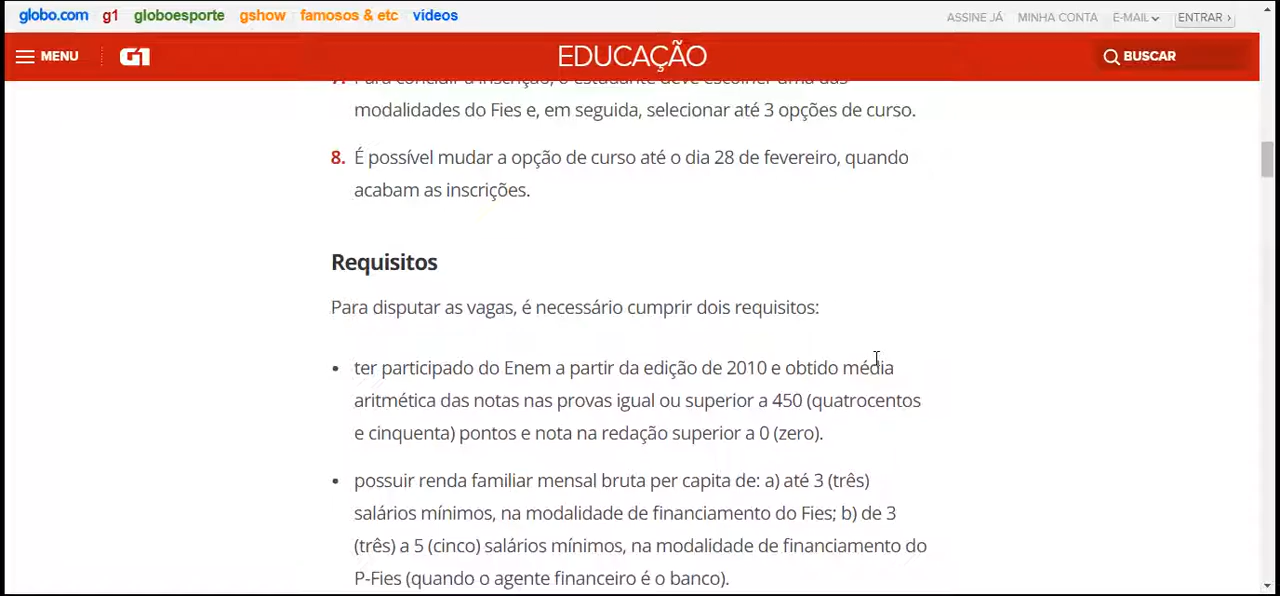 globo.com g1 globoesporte gshow famosos & etc vídeos ASSINE JÁ MINHA CONTA E-MAIL ENTRAR ›
MENU G1 EDUCAÇÃO BUSCAR
7. Para concluir a inscrição, o estudante deve escolher uma das
modalidades do Fies e, em seguida, selecionar até 3 opções de curso.
8. É possível mudar a opção de curso até o dia 28 de fevereiro, quando
acabam as inscrições.
Requisitos
Para disputar as vagas, é necessário cumprir dois requisitos:
• ter participado do Enem a partir da edição de 2010 e obtido média
aritmética das notas nas provas igual ou superior a 450 (quatrocentos
e cinquenta) pontos e nota na redação superior a 0 (zero).
• possuir renda familiar mensal bruta per capita de: a) até 3 (três)
salários mínimos, na modalidade de financiamento do Fies; b) de 3
(três) a 5 (cinco) salários mínimos, na modalidade de financiamento do
P-Fies (quando o agente financeiro é o banco).